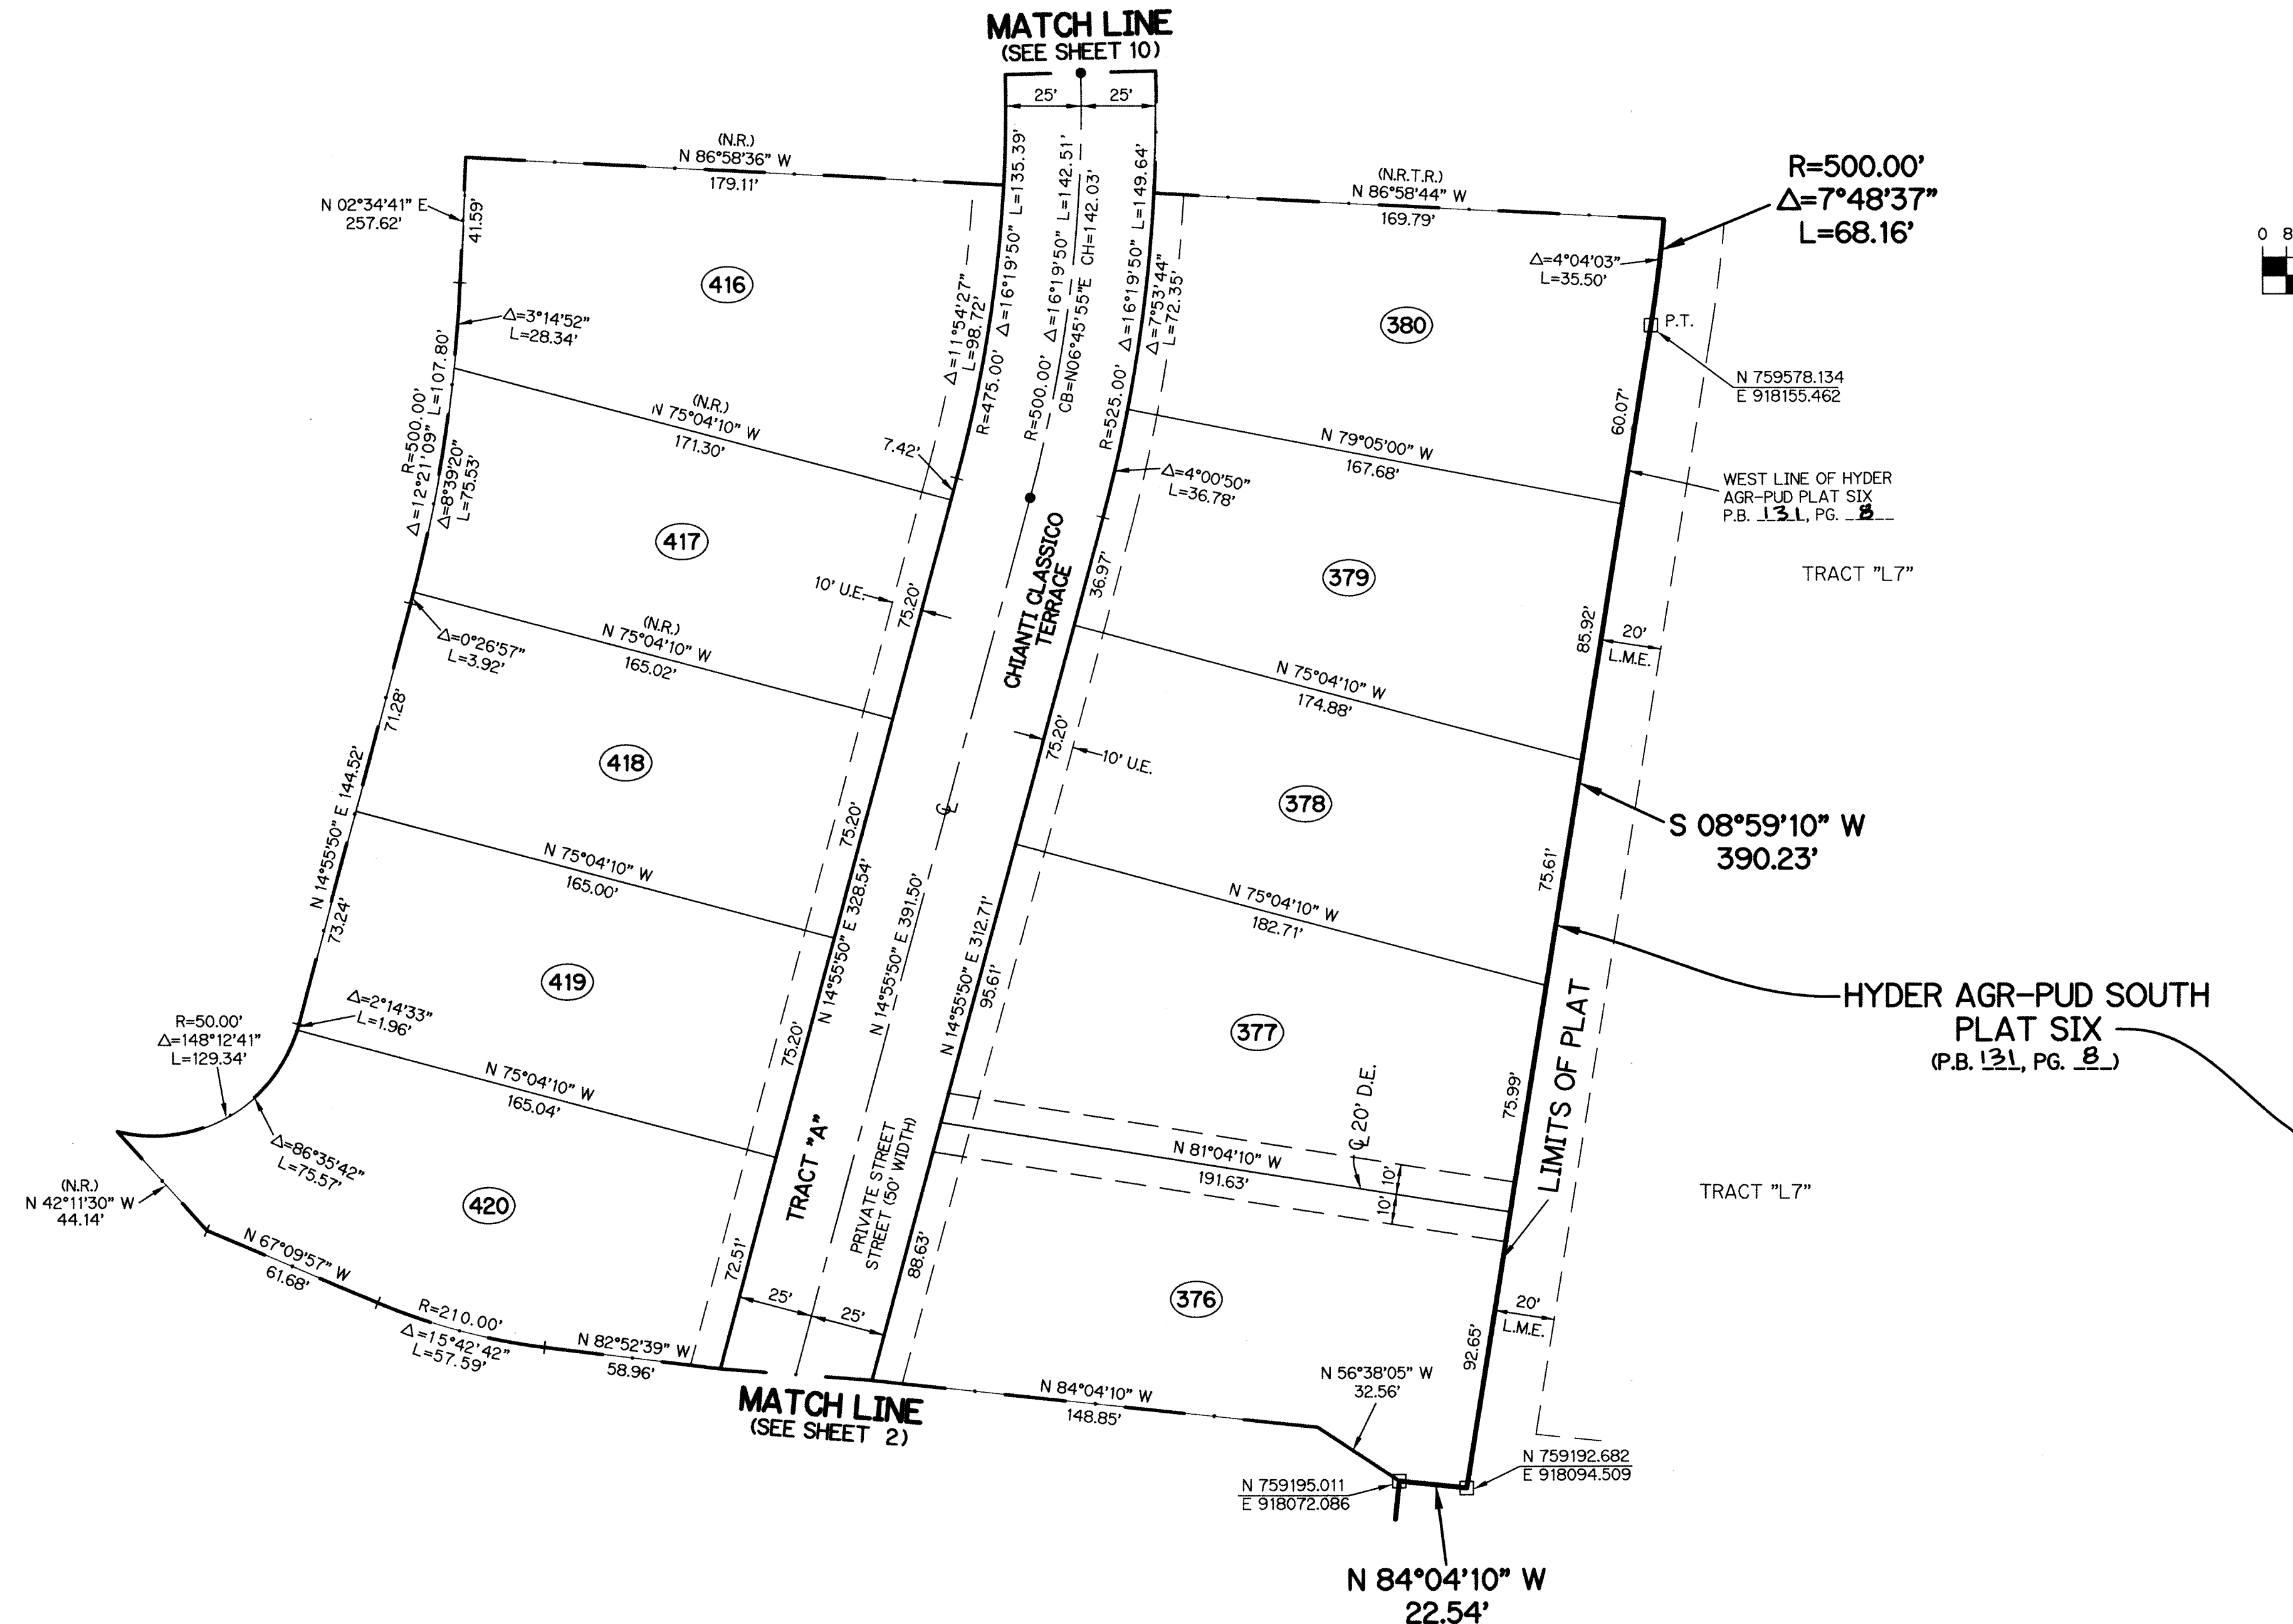 MATCH LINE
(SEE SHEET 10)
25' 25'
(N.R.)
N 86°58'36" W
179.11'
(N.R.T.R.)
N 86°58'44" W
169.79'
R=500.00'
Δ=7°48'37"
L=68.16'
0 8
N 02°34'41" E
257.62'
41.59'
Δ=4°04'03"
L=35.50'
416
380
P.T.
Δ=3°14'52"
L=28.34'
Δ=11°54'27"
L=98.72'
R=475.00' Δ=16°19'50" L=135.39'
R=500.00' Δ=16°19'50" L=142.51'
CB=N06°45'55"E CH=142.03'
R=525.00' Δ=16°19'50" L=149.64'
Δ=7°53'44"
L=72.35'
N 759578.134
E 918155.462
60.07'
R=500.00'
Δ=12°21'09" L=107.80'
Δ=8°39'20"
L=75.53'
(N.R.)
N 75°04'10" W
171.30'
7.42'
N 79°05'00" W
167.68'
Δ=4°00'50"
L=36.78'
WEST LINE OF HYDER
AGR-PUD PLAT SIX
P.B. 131, PG. 8
417
379
TRACT "L7"
10' U.E.
75.20'
CHIANTI CLASSICO
TERRACE
36.97'
85.92'
20'
L.M.E.
Δ=0°26'57"
L=3.92'
(N.R.)
N 75°04'10" W
165.02'
N 75°04'10" W
174.88'
71.28'
418
75.20'
10' U.E.
378
S 08°59'10" W
390.23'
N 14°55'50" E 144.52'
75.20'
C L
N 75°04'10" W
165.00'
N 75°04'10" W
182.71'
75.61'
73.24'
N 14°55'50" E 328.54'
N 14°55'50" E 391.50'
N 14°55'50" E 312.71'
95.61'
419
377
HYDER AGR-PUD SOUTH
PLAT SIX
(P.B. 131, PG. 8)
R=50.00'
Δ=148°12'41"
L=129.34'
Δ=2°14'33"
L=1.96'
75.20'
N 75°04'10" W
165.04'
LIMITS OF PLAT
75.99'
C L 20' D.E.
Δ=86°35'42"
L=75.57'
TRACT "A"
PRIVATE STREET
STREET (50' WIDTH)
N 81°04'10" W
191.63'
10'
10'
TRACT "L7"
(N.R.)
N 42°11'30" W
44.14'
420
N 67°09'57" W
61.68'
72.51'
88.63'
376
25' 25'
20'
L.M.E.
R=210.00'
Δ=15°42'42"
L=57.59'
N 82°52'39" W
58.96'
92.65'
N 56°38'05" W
32.56'
N 84°04'10" W
148.85'
MATCH LINE
(SEE SHEET 2)
N 759192.682
E 918094.509
N 759195.011
E 918072.086
N 84°04'10" W
22.54'